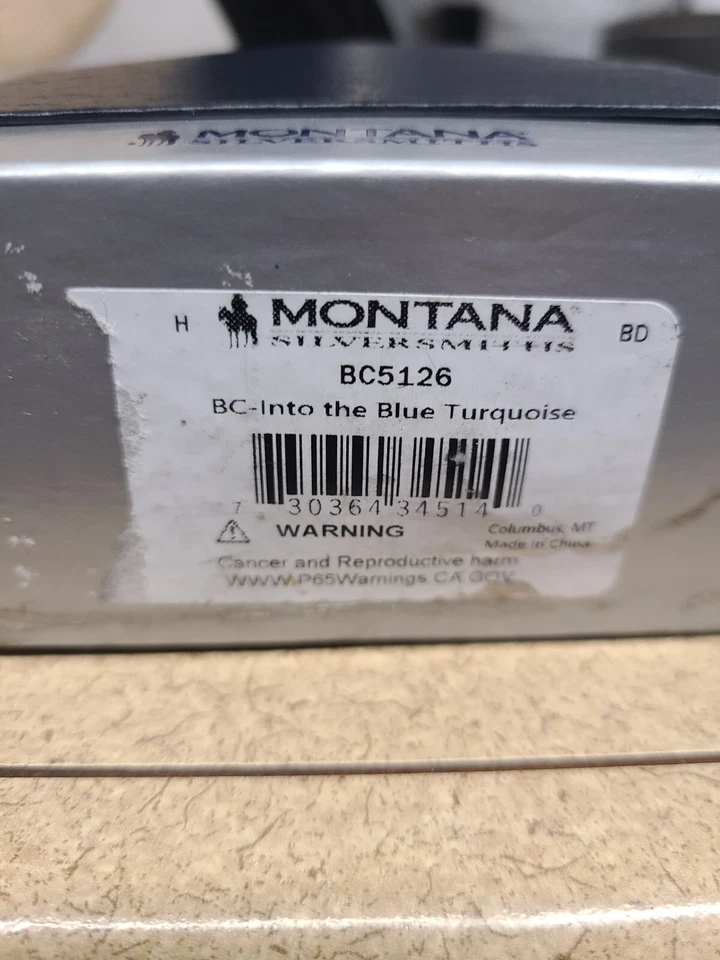 MONTANA
SILVERSMITHS
H MONTANA BD
SILVERSMITHS
BC5126
BC-Into the Blue Turquoise
7 30364 34514 0
WARNING Columbus, MT
Made in China
Cancer and Reproductive harm
WWW.P65Warnings.CA.GOV